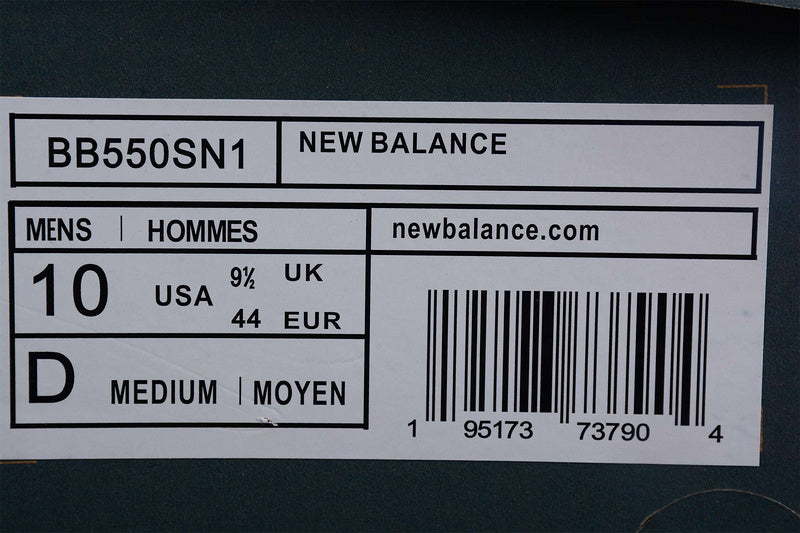 BB550SN1
NEW BALANCE
MENS | HOMMES
newbalance.com
10 USA 9½ UK
44 EUR
D MEDIUM | MOYEN
1 95173 73790 4